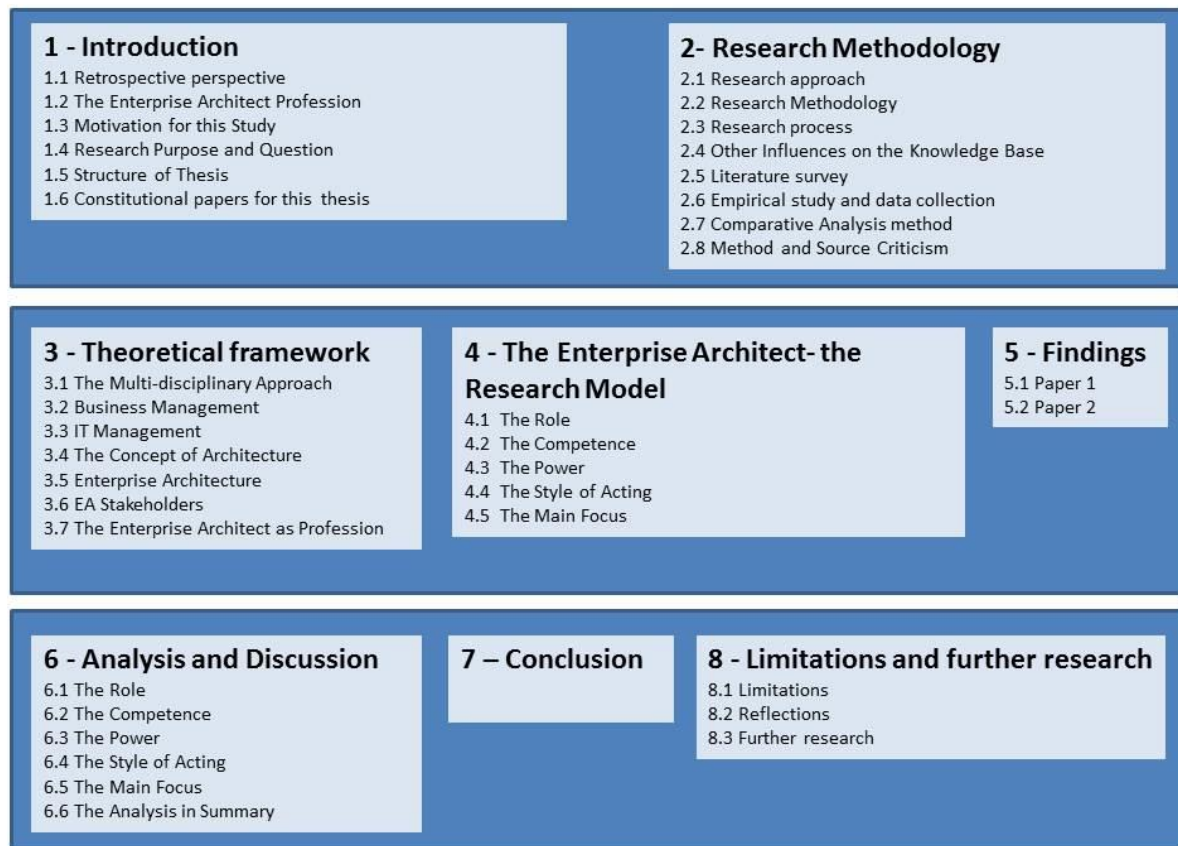 1 - Introduction
1.1 Retrospective perspective
1.2 The Enterprise Architect Profession
1.3 Motivation for this Study
1.4 Research Purpose and Question
1.5 Structure of Thesis
1.6 Constitutional papers for this thesis
2- Research Methodology
2.1 Research approach
2.2 Research Methodology
2.3 Research process
2.4 Other Influences on the Knowledge Base
2.5 Literature survey
2.6 Empirical study and data collection
2.7 Comparative Analysis method
2.8 Method and Source Criticism
3 - Theoretical framework
3.1 The Multi-disciplinary Approach
3.2 Business Management
3.3 IT Management
3.4 The Concept of Architecture
3.5 Enterprise Architecture
3.6 EA Stakeholders
3.7 The Enterprise Architect as Profession
4 - The Enterprise Architect- the
Research Model
4.1 The Role
4.2 The Competence
4.3 The Power
4.4 The Style of Acting
4.5 The Main Focus
5 - Findings
5.1 Paper 1
5.2 Paper 2
6 - Analysis and Discussion
6.1 The Role
6.2 The Competence
6.3 The Power
6.4 The Style of Acting
6.5 The Main Focus
6.6 The Analysis in Summary
7 – Conclusion
8 - Limitations and further research
8.1 Limitations
8.2 Reflections
8.3 Further research